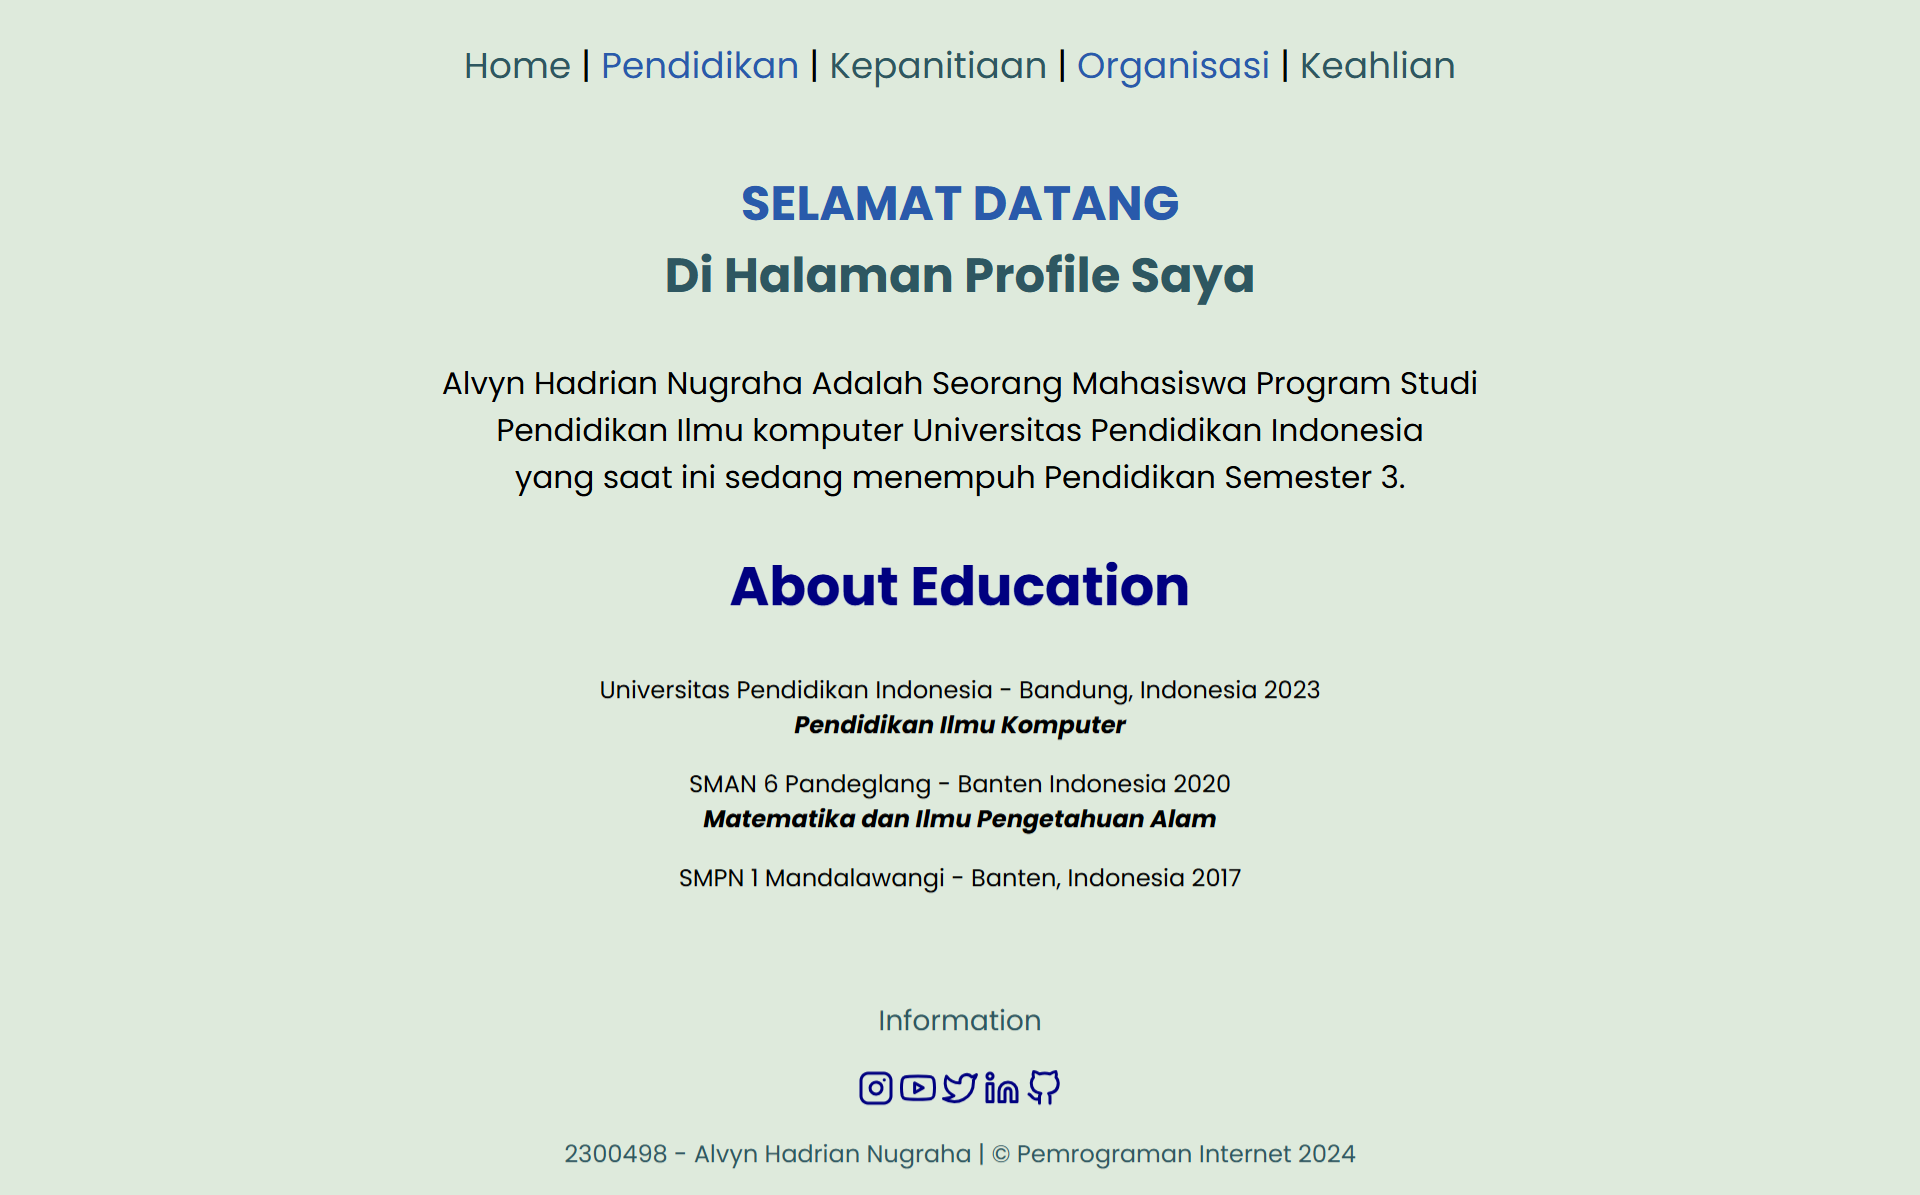 Home | Pendidikan | Kepanitiaan | Organisasi | Keahlian
SELAMAT DATANG
Di Halaman Profile Saya
Alvyn Hadrian Nugraha Adalah Seorang Mahasiswa Program Studi
Pendidikan Ilmu komputer Universitas Pendidikan Indonesia
yang saat ini sedang menempuh Pendidikan Semester 3.
About Education
Universitas Pendidikan Indonesia - Bandung, Indonesia 2023
Pendidikan Ilmu Komputer
SMAN 6 Pandeglang - Banten Indonesia 2020
Matematika dan Ilmu Pengetahuan Alam
SMPN 1 Mandalawangi - Banten, Indonesia 2017
Information
2300498 - Alvyn Hadrian Nugraha | © Pemrograman Internet 2024